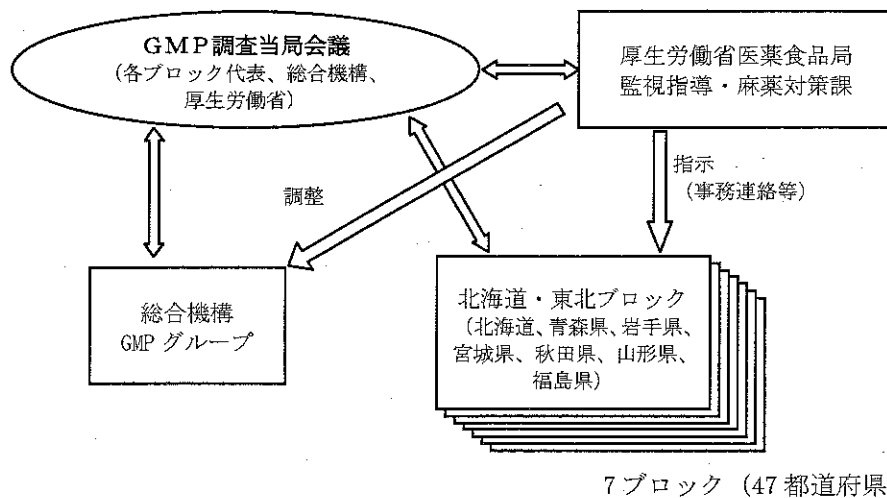 GMP調査当局会議
(各ブロック代表、総合機構、
厚生労働省)
厚生労働省医薬食品局
監視指導・麻薬対策課
調整
指示
(事務連絡等)
総合機構
GMPグループ
北海道・東北ブロック
(北海道、青森県、岩手県、
宮城県、秋田県、山形県、
福島県)
7ブロック (47都道府県